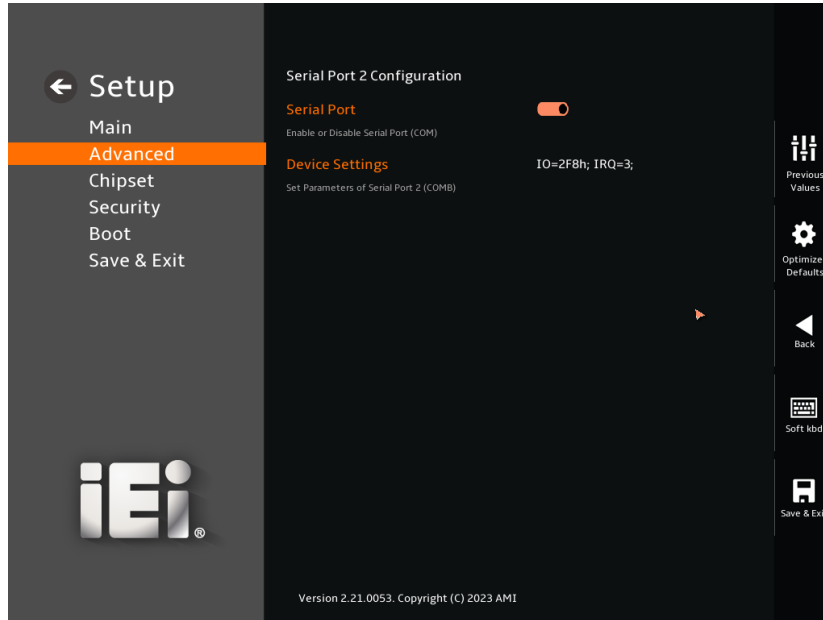 Setup
Main
Advanced
Chipset
Security
Boot
Save & Exit
iEi®
Serial Port 2 Configuration
Serial Port
Enable or Disable Serial Port (COM)
Device Settings IO=2F8h; IRQ=3;
Set Parameters of Serial Port 2 (COMB)
Version 2.21.0053. Copyright (C) 2023 AMI
Previous
Values
Optimize
Defaults
Back
Soft kbd
Save & Exi